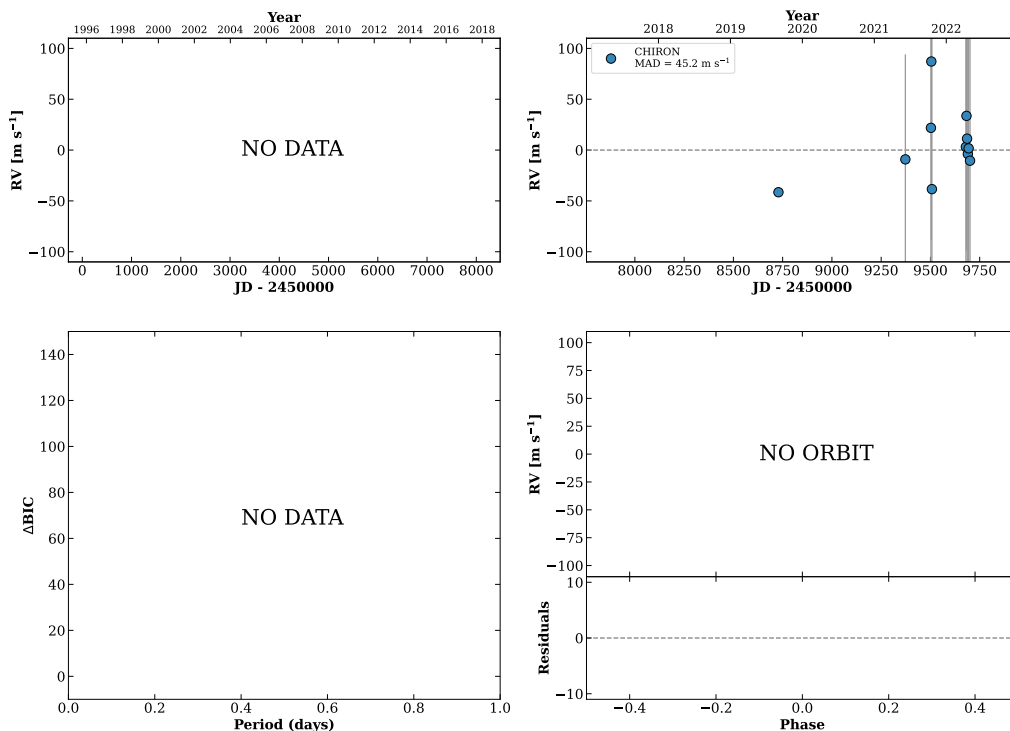 Year
1996 1998 2000 2002 2004 2006 2008 2010 2012 2014 2016 2018
100
50
0
−50
−100
RV [m s⁻¹]
NO DATA
0 1000 2000 3000 4000 5000 6000 7000 8000
JD - 2450000
Year
2018 2019 2020 2021 2022
100
50
0
−50
−100
RV [m s⁻¹]
CHIRON
MAD = 45.2 m s⁻¹
8000 8250 8500 8750 9000 9250 9500 9750
JD - 2450000
140
120
100
80
60
40
20
0
ΔBIC
NO DATA
0.0 0.2 0.4 0.6 0.8 1.0
Period (days)
100
75
50
25
0
−25
−50
−75
−100
RV [m s⁻¹]
NO ORBIT
10
0
−10
Residuals
−0.4 −0.2 0.0 0.2 0.4
Phase